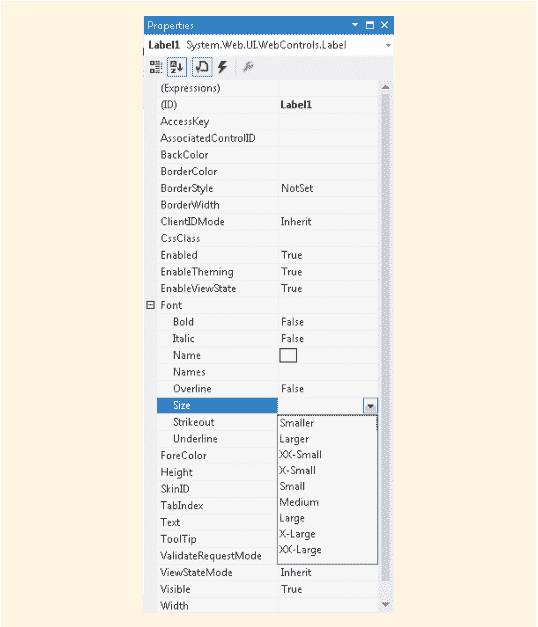 Properties
Label1 System.Web.UI.WebControls.Label
(Expressions)
(ID) Label1
AccessKey
AssociatedControlID
BackColor
BorderColor
BorderStyle NotSet
BorderWidth
ClientIDMode Inherit
CssClass
Enabled True
EnableTheming True
EnableViewState True
Font
Bold False
Italic False
Name
Names
Overline False
Size
Strikeout Smaller
Underline Larger
ForeColor XX-Small
Height X-Small
SkinID Small
TabIndex Medium
Text Large
ToolTip X-Large
ValidateRequestMode XX-Large
ViewStateMode Inherit
Visible True
Width